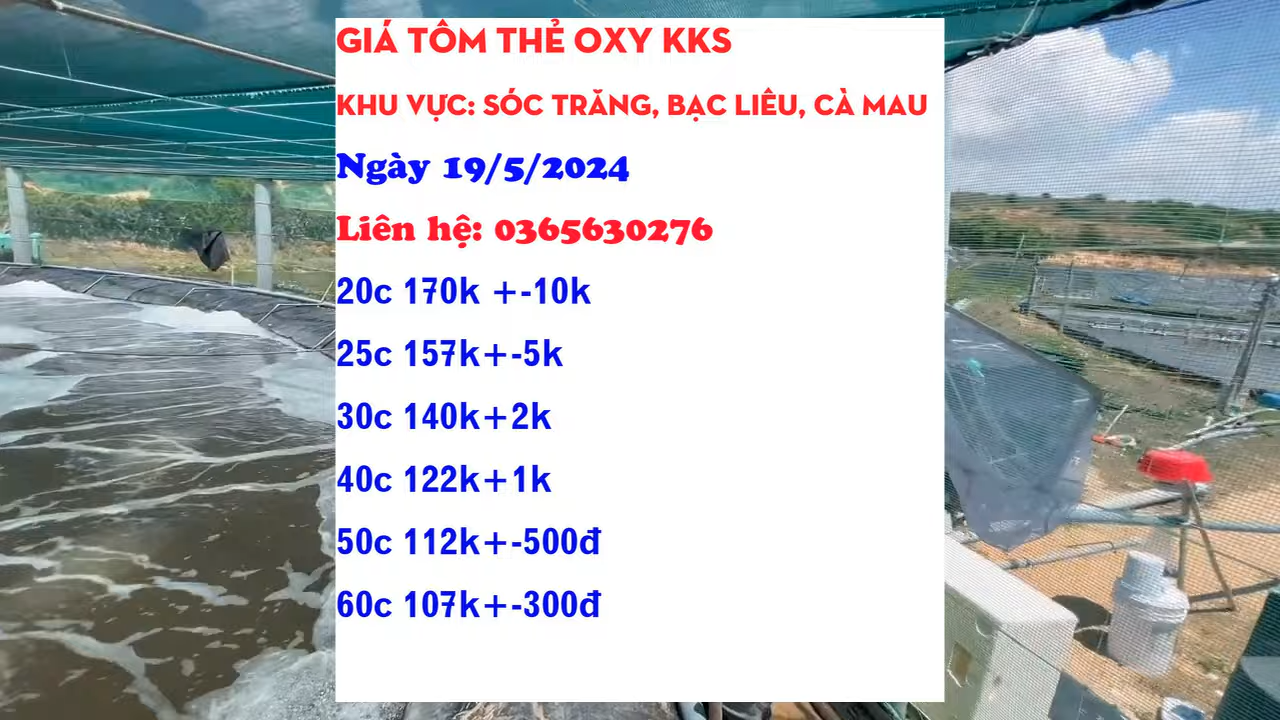 GIÁ TÔM THẺ OXY KKS
KHU VỰC: SÓC TRĂNG, BẠC LIÊU, CÀ MAU
Ngày 19/5/2024
Liên hệ: 0365630276
20c 170k +-10k
25c 157k+-5k
30c 140k+2k
40c 122k+1k
50c 112k+-500đ
60c 107k+-300đ